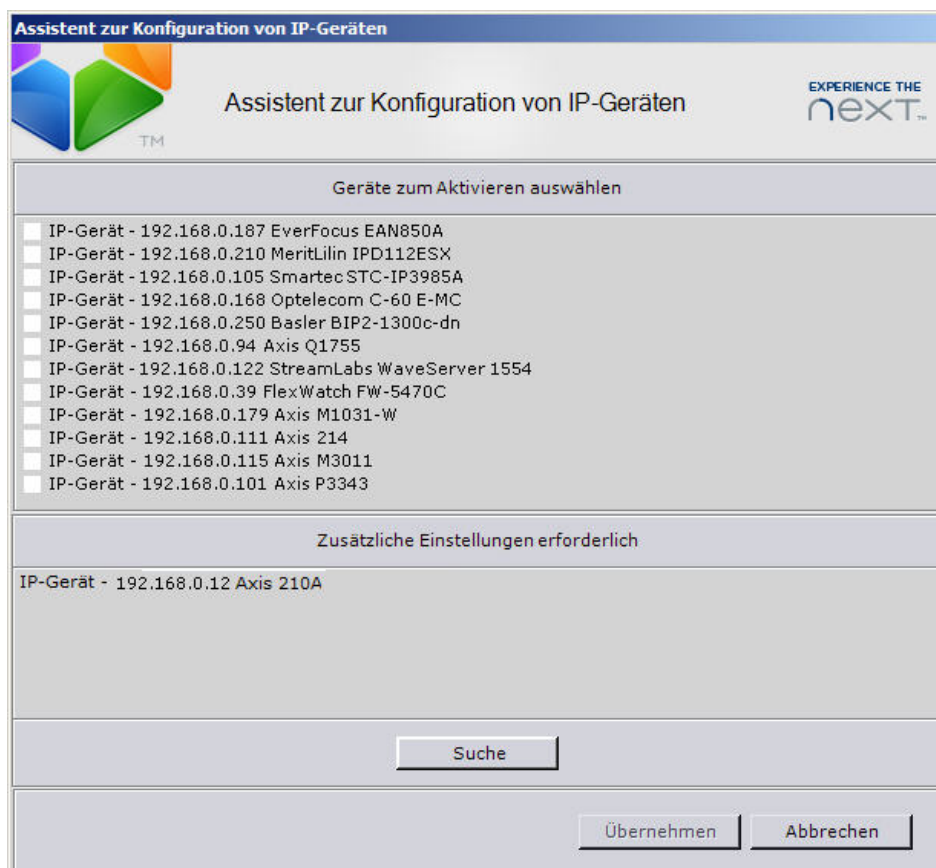 Assistent zur Konfiguration von IP-Geräten
TM
Assistent zur Konfiguration von IP-Geräten
EXPERIENCE THE
nexT™
Geräte zum Aktivieren auswählen
IP-Gerät - 192.168.0.187 EverFocus EAN850A
IP-Gerät - 192.168.0.210 MeritLilin IPD112ESX
IP-Gerät - 192.168.0.105 Smartec STC-IP3985A
IP-Gerät - 192.168.0.168 Optelecom C-60 E-MC
IP-Gerät - 192.168.0.250 Basler BIP2-1300c-dn
IP-Gerät - 192.168.0.94 Axis Q1755
IP-Gerät - 192.168.0.122 StreamLabs WaveServer 1554
IP-Gerät - 192.168.0.39 FlexWatch FW-5470C
IP-Gerät - 192.168.0.179 Axis M1031-W
IP-Gerät - 192.168.0.111 Axis 214
IP-Gerät - 192.168.0.115 Axis M3011
IP-Gerät - 192.168.0.101 Axis P3343
Zusätzliche Einstellungen erforderlich
IP-Gerät - 192.168.0.12 Axis 210A
Suche
Übernehmen
Abbrechen